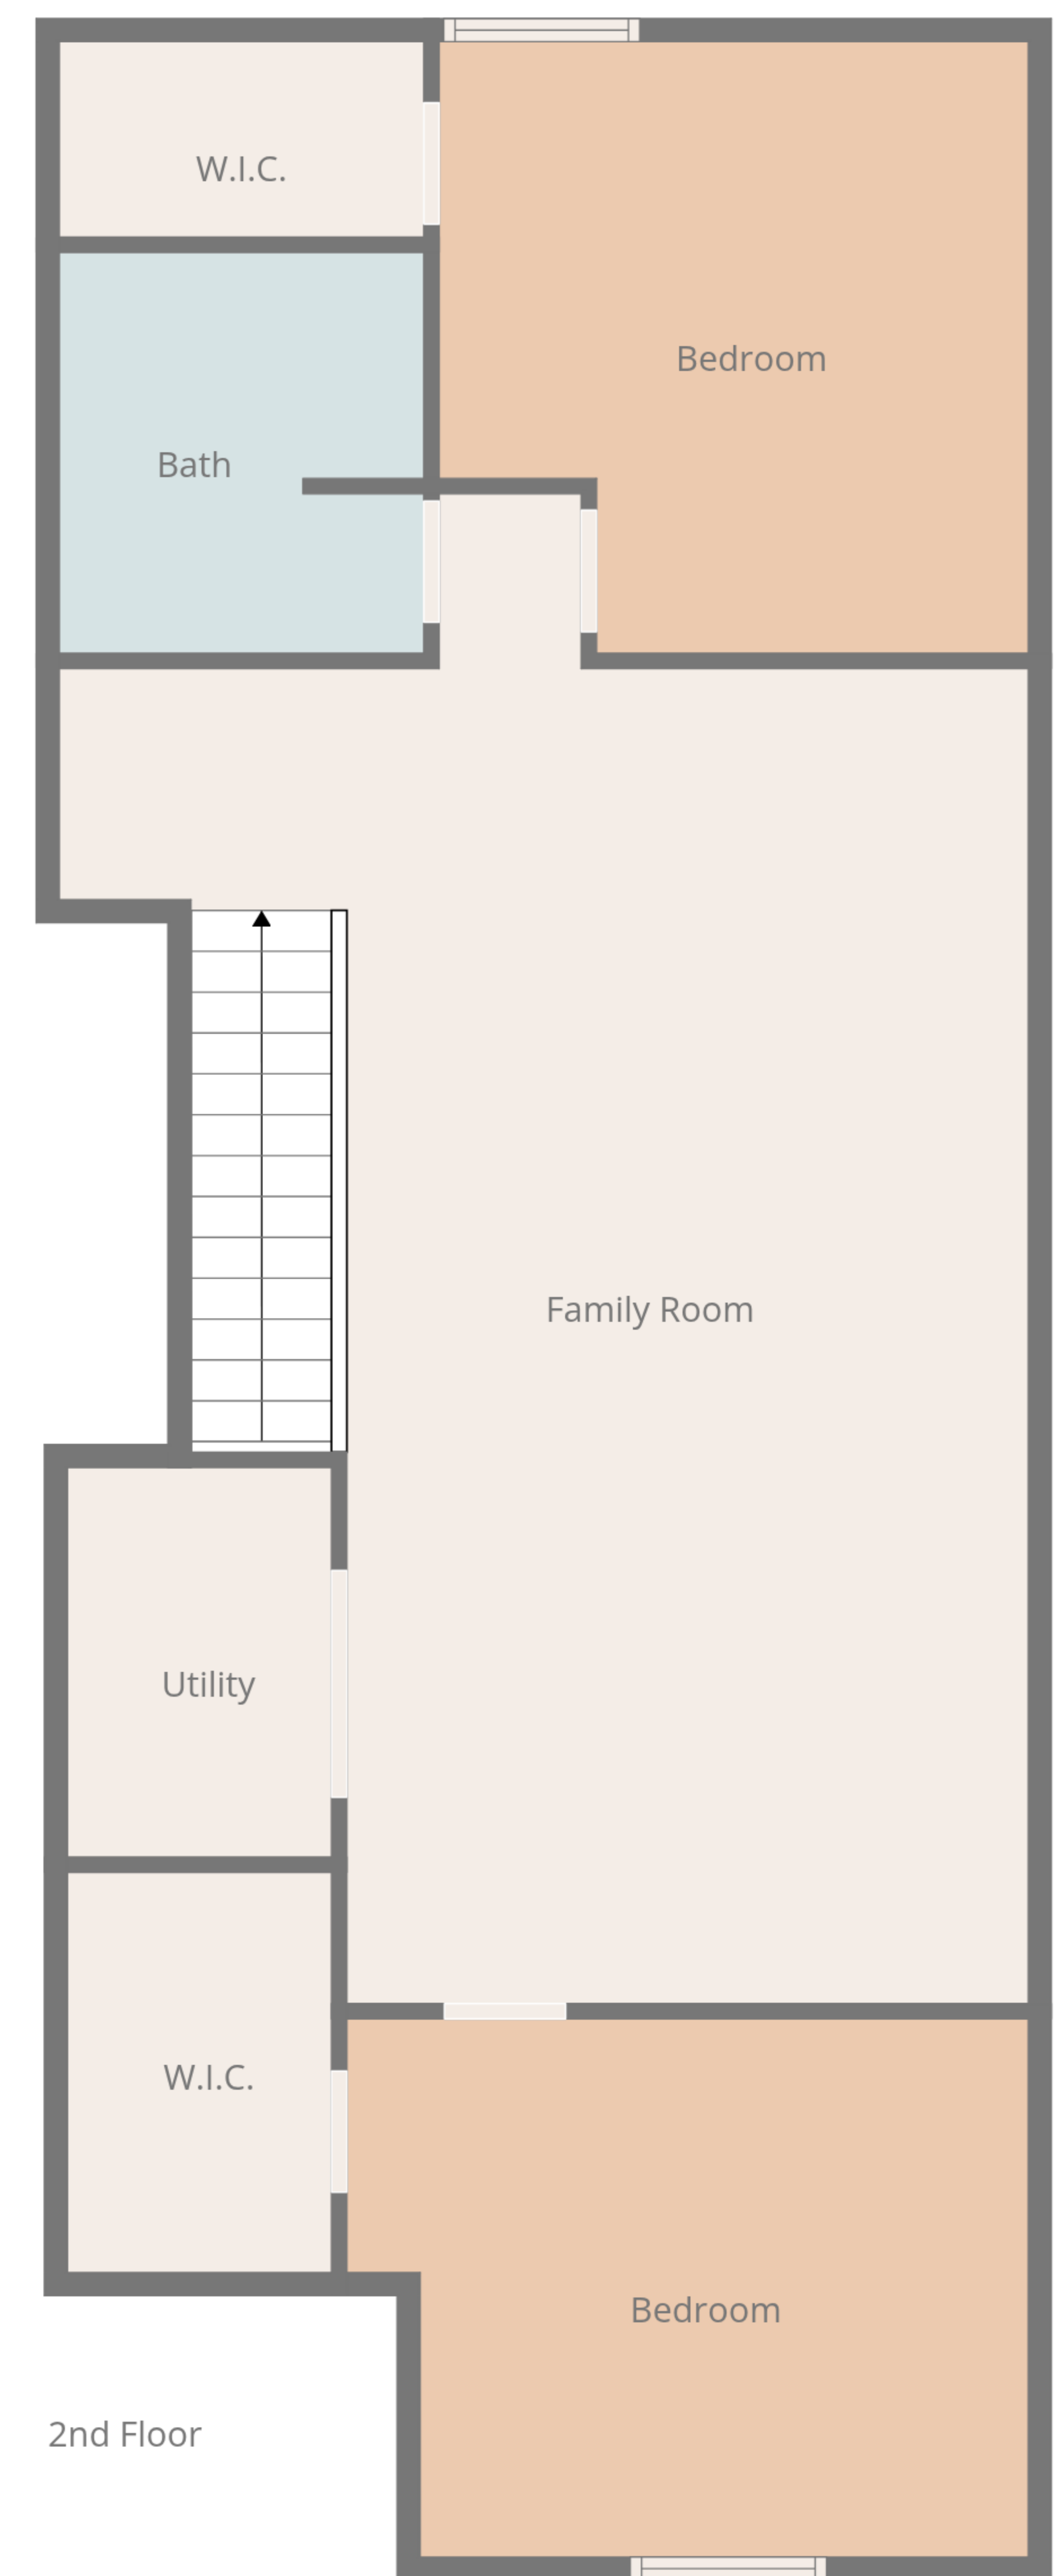 W.I.C.
Bedroom
Bath
Family Room
Utility
W.I.C.
Bedroom
2nd Floor